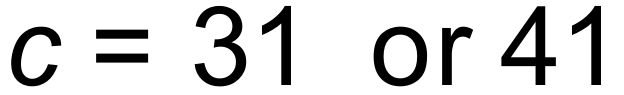 c = 31 or 41